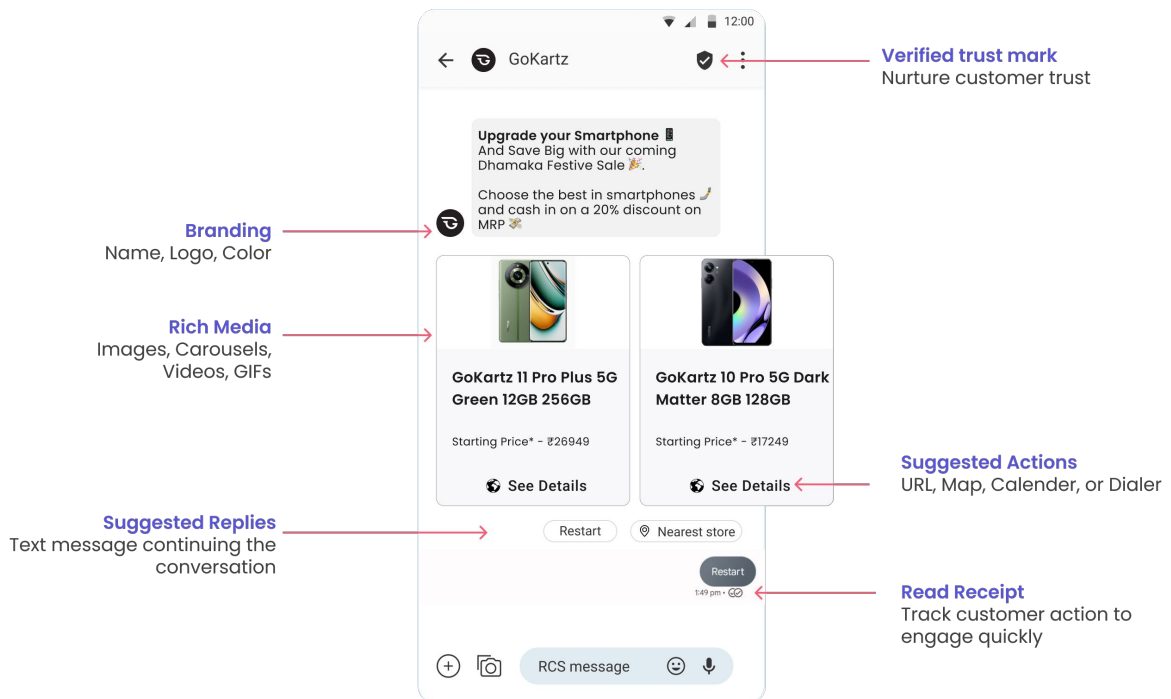 12:00
GoKartz
Verified trust mark
Nurture customer trust
Upgrade your Smartphone 📱
And Save Big with our coming
Dhamaka Festive Sale 🎉.
Choose the best in smartphones 🤳
and cash in on a 20% discount on
MRP 💸
Branding
Name, Logo, Color
Rich Media
Images, Carousels,
Videos, GIFs
GoKartz 11 Pro Plus 5G
Green 12GB 256GB
Starting Price* - ₹26949
See Details
GoKartz 10 Pro 5G Dark
Matter 8GB 128GB
Starting Price* - ₹17249
See Details
Suggested Actions
URL, Map, Calender, or Dialer
Suggested Replies
Text message continuing the
conversation
Restart
Nearest store
Restart
1:49 pm •
Read Receipt
Track customer action to
engage quickly
RCS message